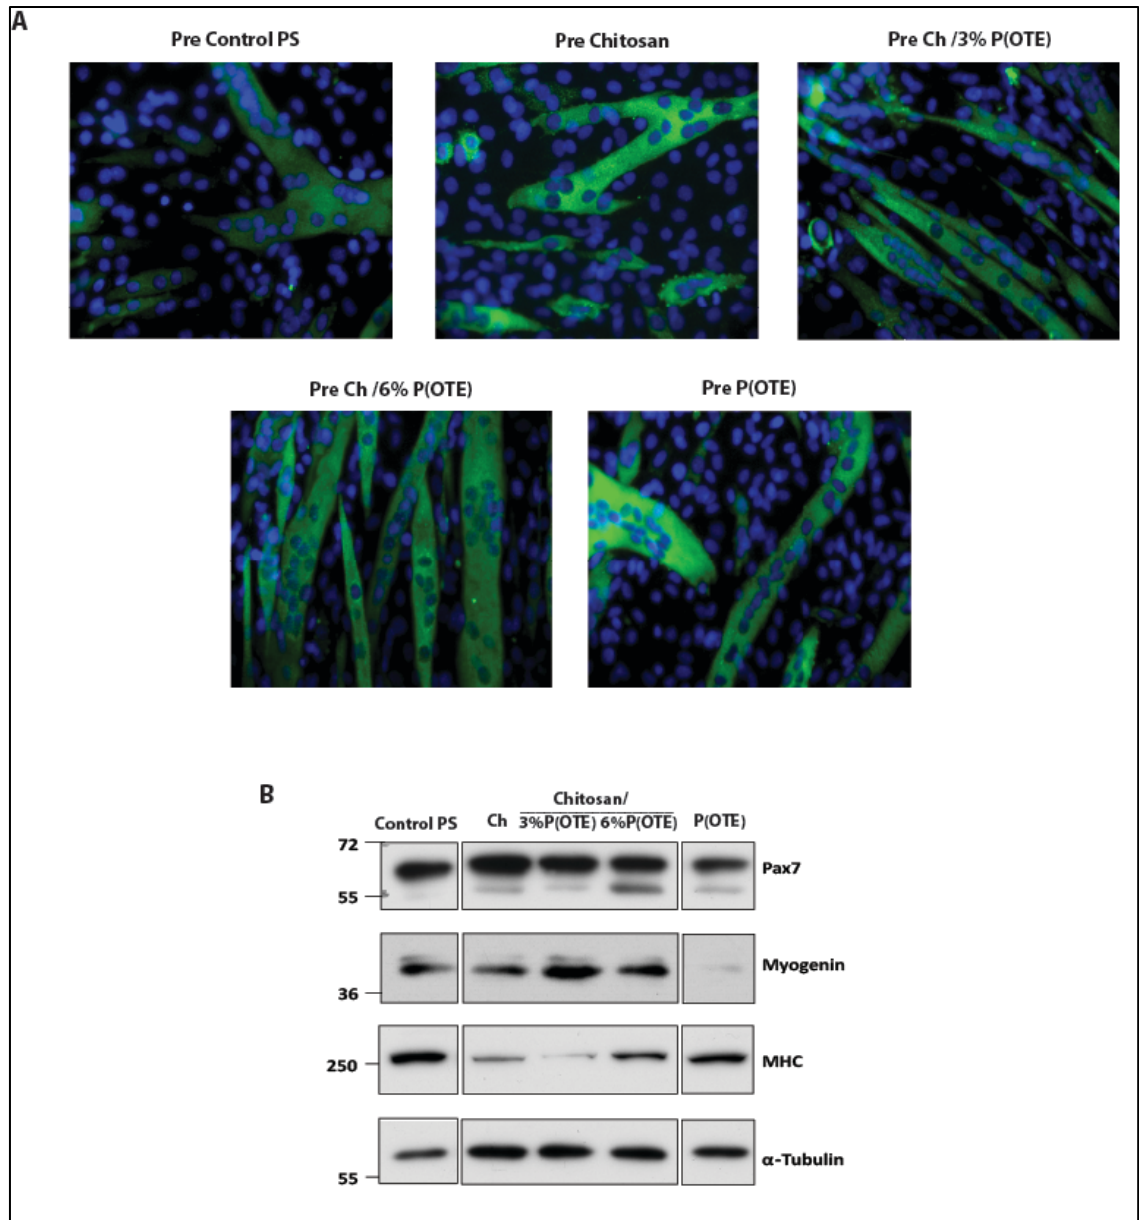 A
Pre Control PS
Pre Chitosan
Pre Ch /3% P(OTE)
Pre Ch /6% P(OTE)
Pre P(OTE)
B
Chitosan/
Control PS Ch 3%P(OTE) 6%P(OTE) P(OTE)
72
Pax7
55
Myogenin
36
MHC
250
α-Tubulin
55